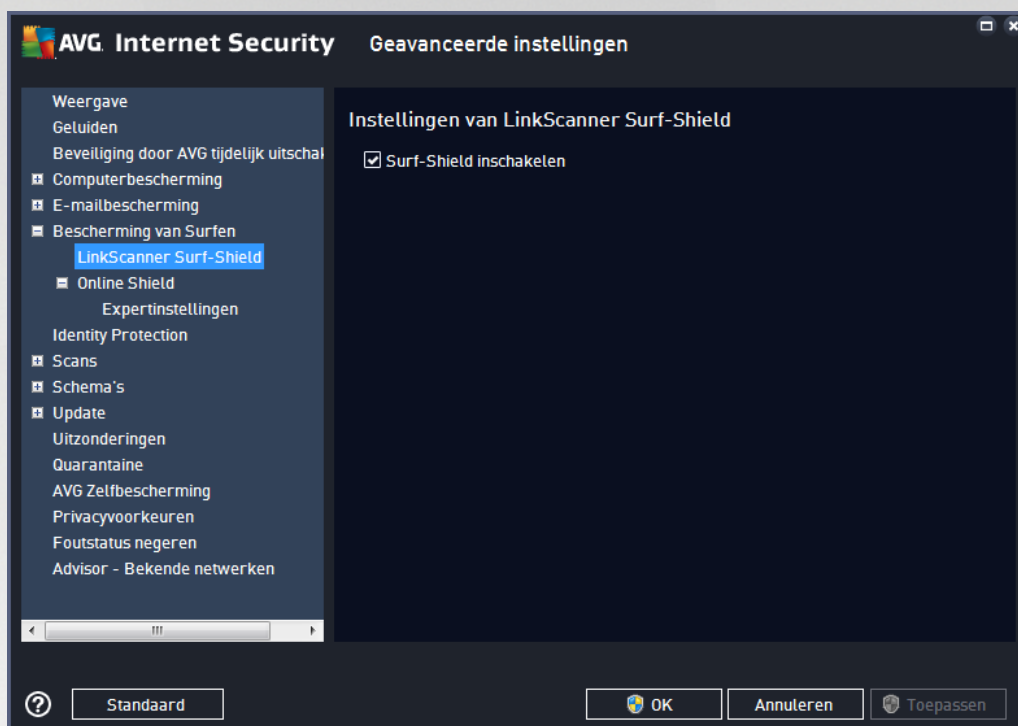 AVG. Internet Security Geavanceerde instellingen
Weergave
Geluiden
Beveiliging door AVG tijdelijk uitschal
Computerbescherming
E-mailbescherming
Bescherming van Surfen
LinkScanner Surf-Shield
Online Shield
Expertinstellingen
Identity Protection
Scans
Schema's
Update
Uitzonderingen
Quarantaine
AVG Zelfbescherming
Privacyvoorkeuren
Foutstatus negeren
Advisor - Bekende netwerken
Instellingen van LinkScanner Surf-Shield
Surf-Shield inschakelen
? Standaard OK Annuleren Toepassen